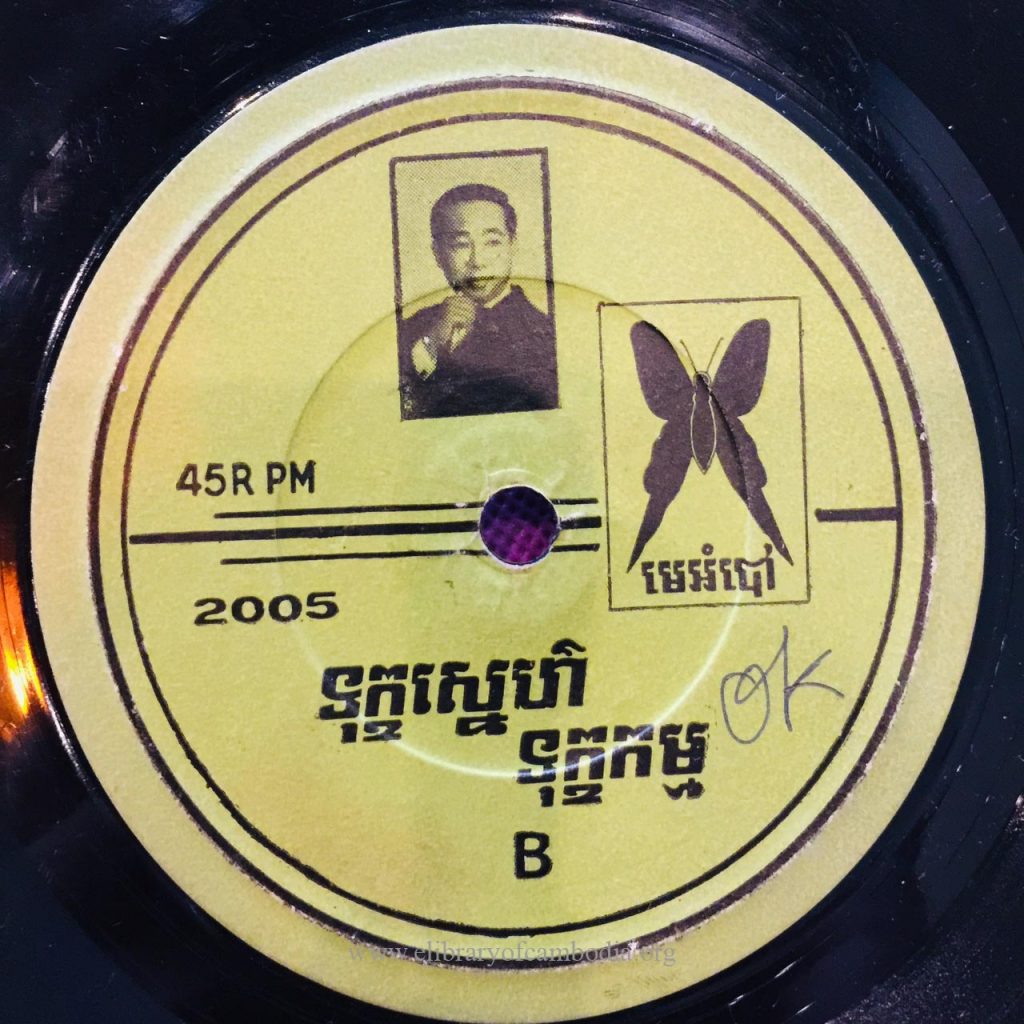 45R PM
មេអំបៅ
2005
ទុក្ខស្នេហ៍
ទុក្ខកម្ម
OK
B
www.elibraryofcambodia.org